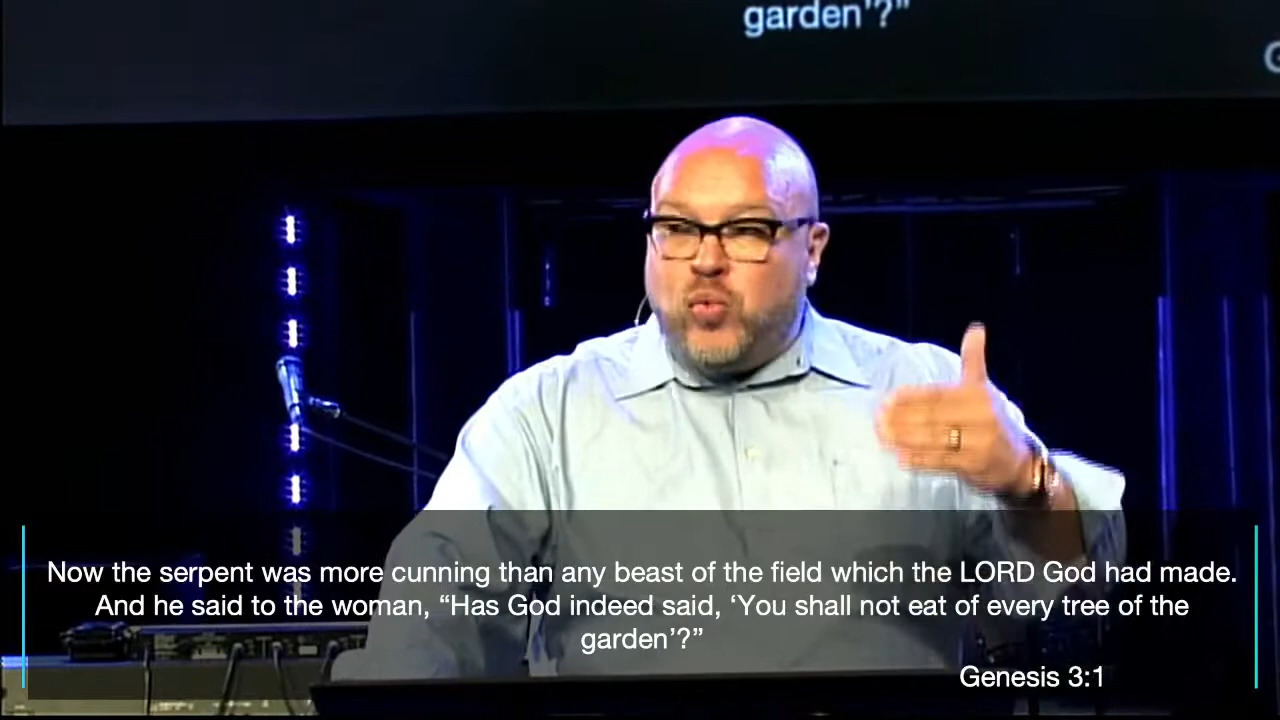 garden’?”
G
Now the serpent was more cunning than any beast of the field which the LORD God had made.
And he said to the woman, “Has God indeed said, ‘You shall not eat of every tree of the
garden’?”
Genesis 3:1